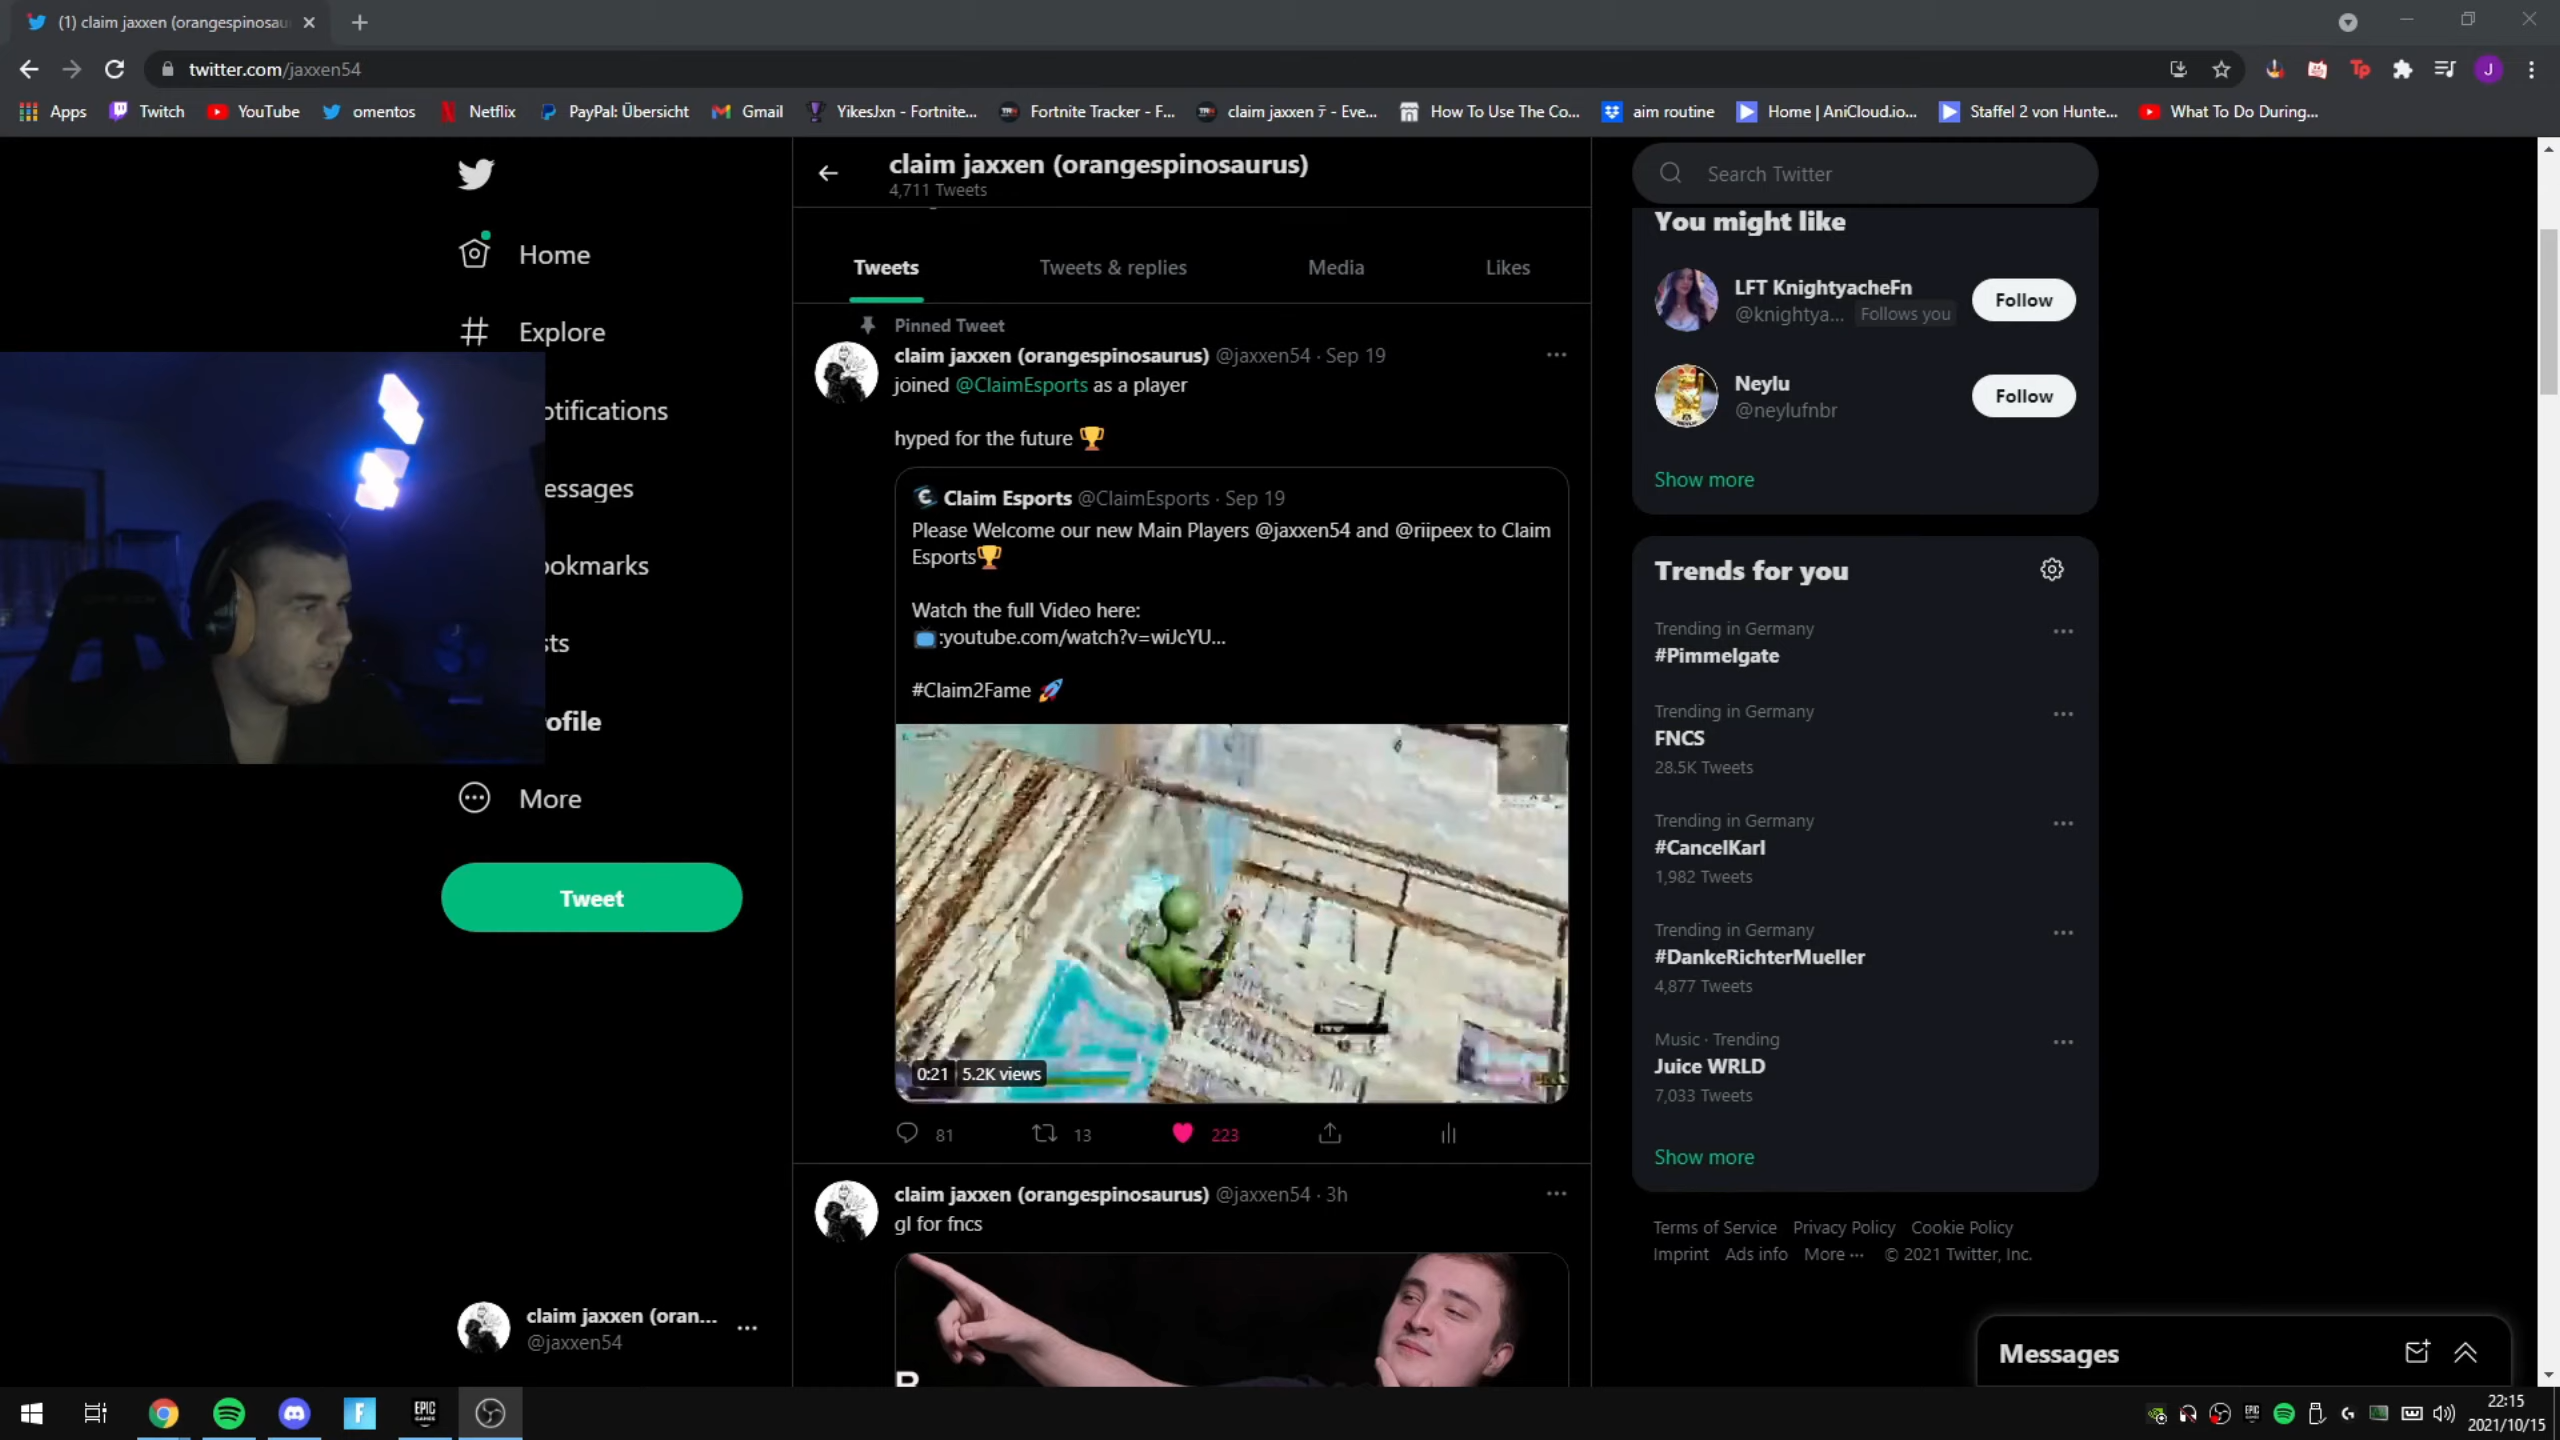 (1) claim jaxxen (orangespinosau
twitter.com/jaxxen54
Apps
Twitch
YouTube
omentos
Netflix
PayPal: Übersicht
Gmail
YikesJxn - Fortnite...
Fortnite Tracker - F...
claim jaxxen テ - Eve...
How To Use The Co...
aim routine
Home | AniCloud.io...
Staffel 2 von Hunte...
What To Do During...
Home
Explore
otifications
essages
ookmarks
sts
ofile
More
Tweet
claim jaxxen (oran...
@jaxxen54
claim jaxxen (orangespinosaurus)
4,711 Tweets
Tweets
Tweets & replies
Media
Likes
Pinned Tweet
claim jaxxen (orangespinosaurus) @jaxxen54 · Sep 19
joined @ClaimEsports as a player
hyped for the future 🏆
Claim Esports @ClaimEsports · Sep 19
Please Welcome our new Main Players @jaxxen54 and @riipeex to Claim
Esports🏆
Watch the full Video here:
📺:youtube.com/watch?v=wiJcYU...
#Claim2Fame 🚀
0:21 5.2K views
81
13
223
claim jaxxen (orangespinosaurus) @jaxxen54 · 3h
gl for fncs
Search Twitter
You might like
LFT KnightyacheFn
@knightya... Follows you
Follow
Neylu
@neylufnbr
Follow
Show more
Trends for you
Trending in Germany
#Pimmelgate
Trending in Germany
FNCS
28.5K Tweets
Trending in Germany
#CancelKarl
1,982 Tweets
Trending in Germany
#DankeRichterMueller
4,877 Tweets
Music · Trending
Juice WRLD
7,033 Tweets
Show more
Terms of Service Privacy Policy Cookie Policy
Imprint Ads info More ··· © 2021 Twitter, Inc.
Messages
EPIC
GAMES
22:15
2021/10/15